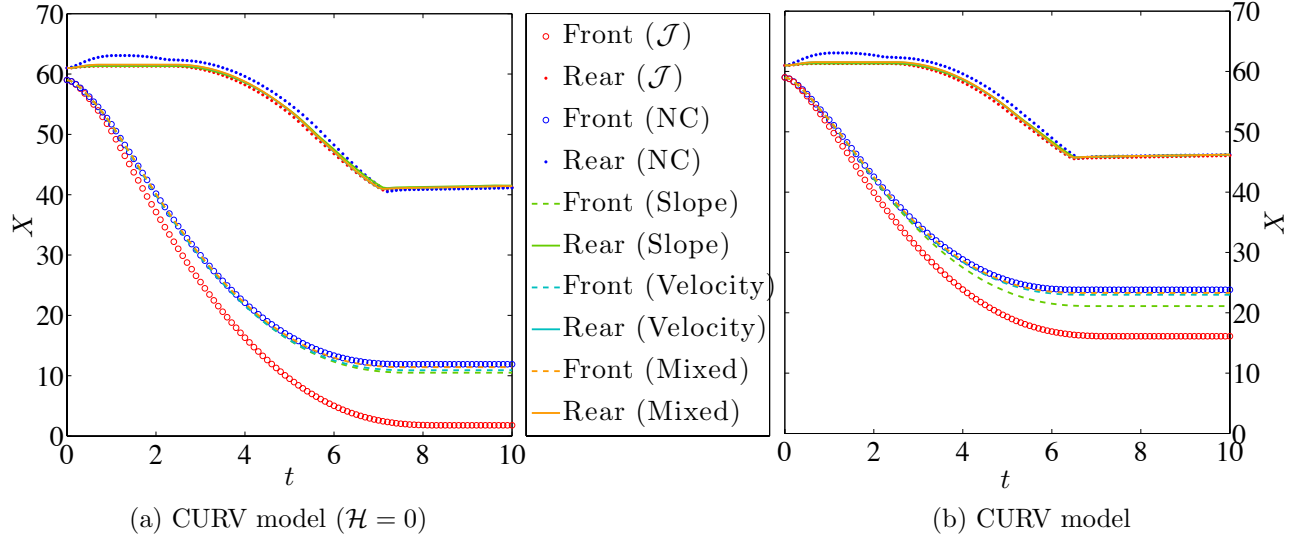 70
60
50
40
30
20
10
0
X
0 2 4 6 8 10
t
(a) CURV model (ℋ = 0)
Front (𝒥)
Rear (𝒥)
Front (NC)
Rear (NC)
Front (Slope)
Rear (Slope)
Front (Velocity)
Rear (Velocity)
Front (Mixed)
Rear (Mixed)
70
60
50
40
30
20
10
0
X
0 2 4 6 8 10
t
(b) CURV model